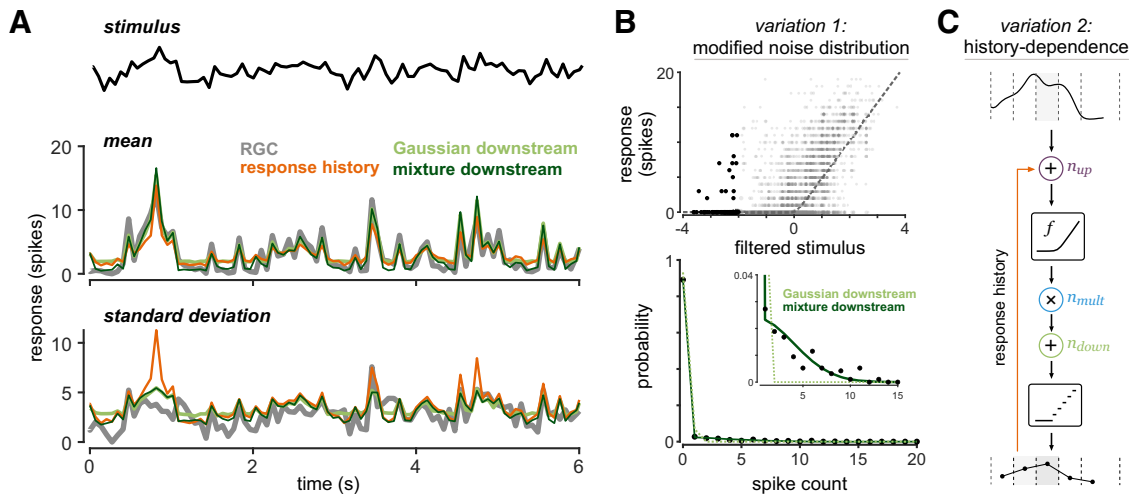 A
stimulus
mean
RGC
response history
Gaussian downstream
mixture downstream
20
10
0
response (spikes)
standard deviation
10
5
0
0
2
4
6
time (s)
B
variation 1:
modified noise distribution
20
0
response
(spikes)
-4
0
4
filtered stimulus
1
0
probability
0.04
0
Gaussian downstream
mixture downstream
5
10
15
0
5
10
15
20
spike count
C
variation 2:
history-dependence
+
n_up
f
response history
×
n_mult
+
n_down